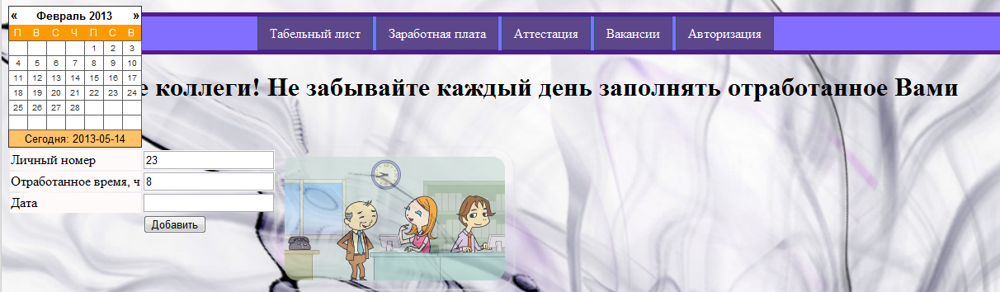 « Февраль 2013 »
П В С Ч П С В
1 2 3
4 5 6 7 8 9 10
11 12 13 14 15 16 17
18 19 20 21 22 23 24
25 26 27 28
Сегодня: 2013-05-14
Табельный лист Заработная плата Аттестация Вакансии Авторизация
е коллеги! Не забывайте каждый день заполнять отработанное Вами
Личный номер 23
Отработанное время, ч 8
Дата
Добавить